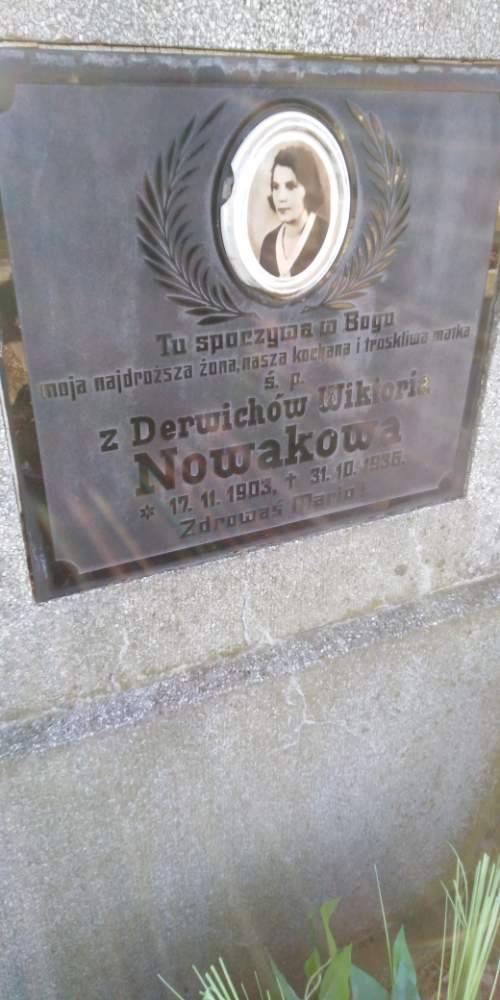 Tu spoczywa w Bogu
moja najdroższa żona, nasza kochana i troskliwa matka
ś. p.
z Derwichów Wiktoria
Nowakowa
* 17. 11. 1903, † 31. 10. 1936.
Zdrowaś Mario!